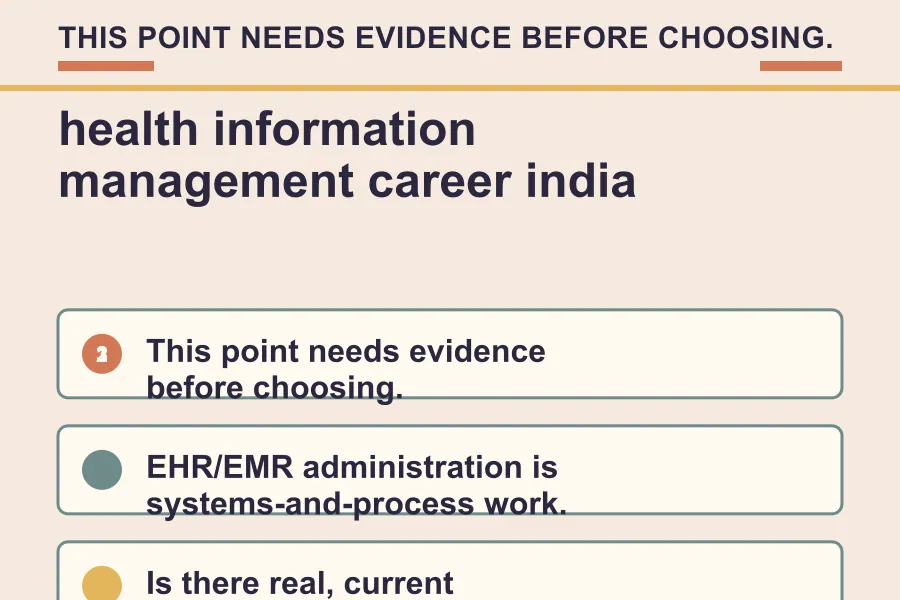 THIS POINT NEEDS EVIDENCE BEFORE CHOOSING.
health information
management career india
This point needs evidence
before choosing.
EHR/EMR administration is
systems-and-process work.
Is there real, current